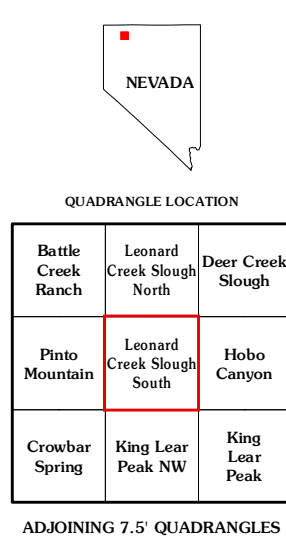 NEVADA
QUADRANGLE LOCATION
Battle
Creek
Ranch
Leonard
Creek Slough
North
Deer Creek
Slough
Pinto
Mountain
Leonard
Creek Slough
South
Hobo
Canyon
Crowbar
Spring
King Lear
Peak NW
King
Lear
Peak
ADJOINING 7.5' QUADRANGLES